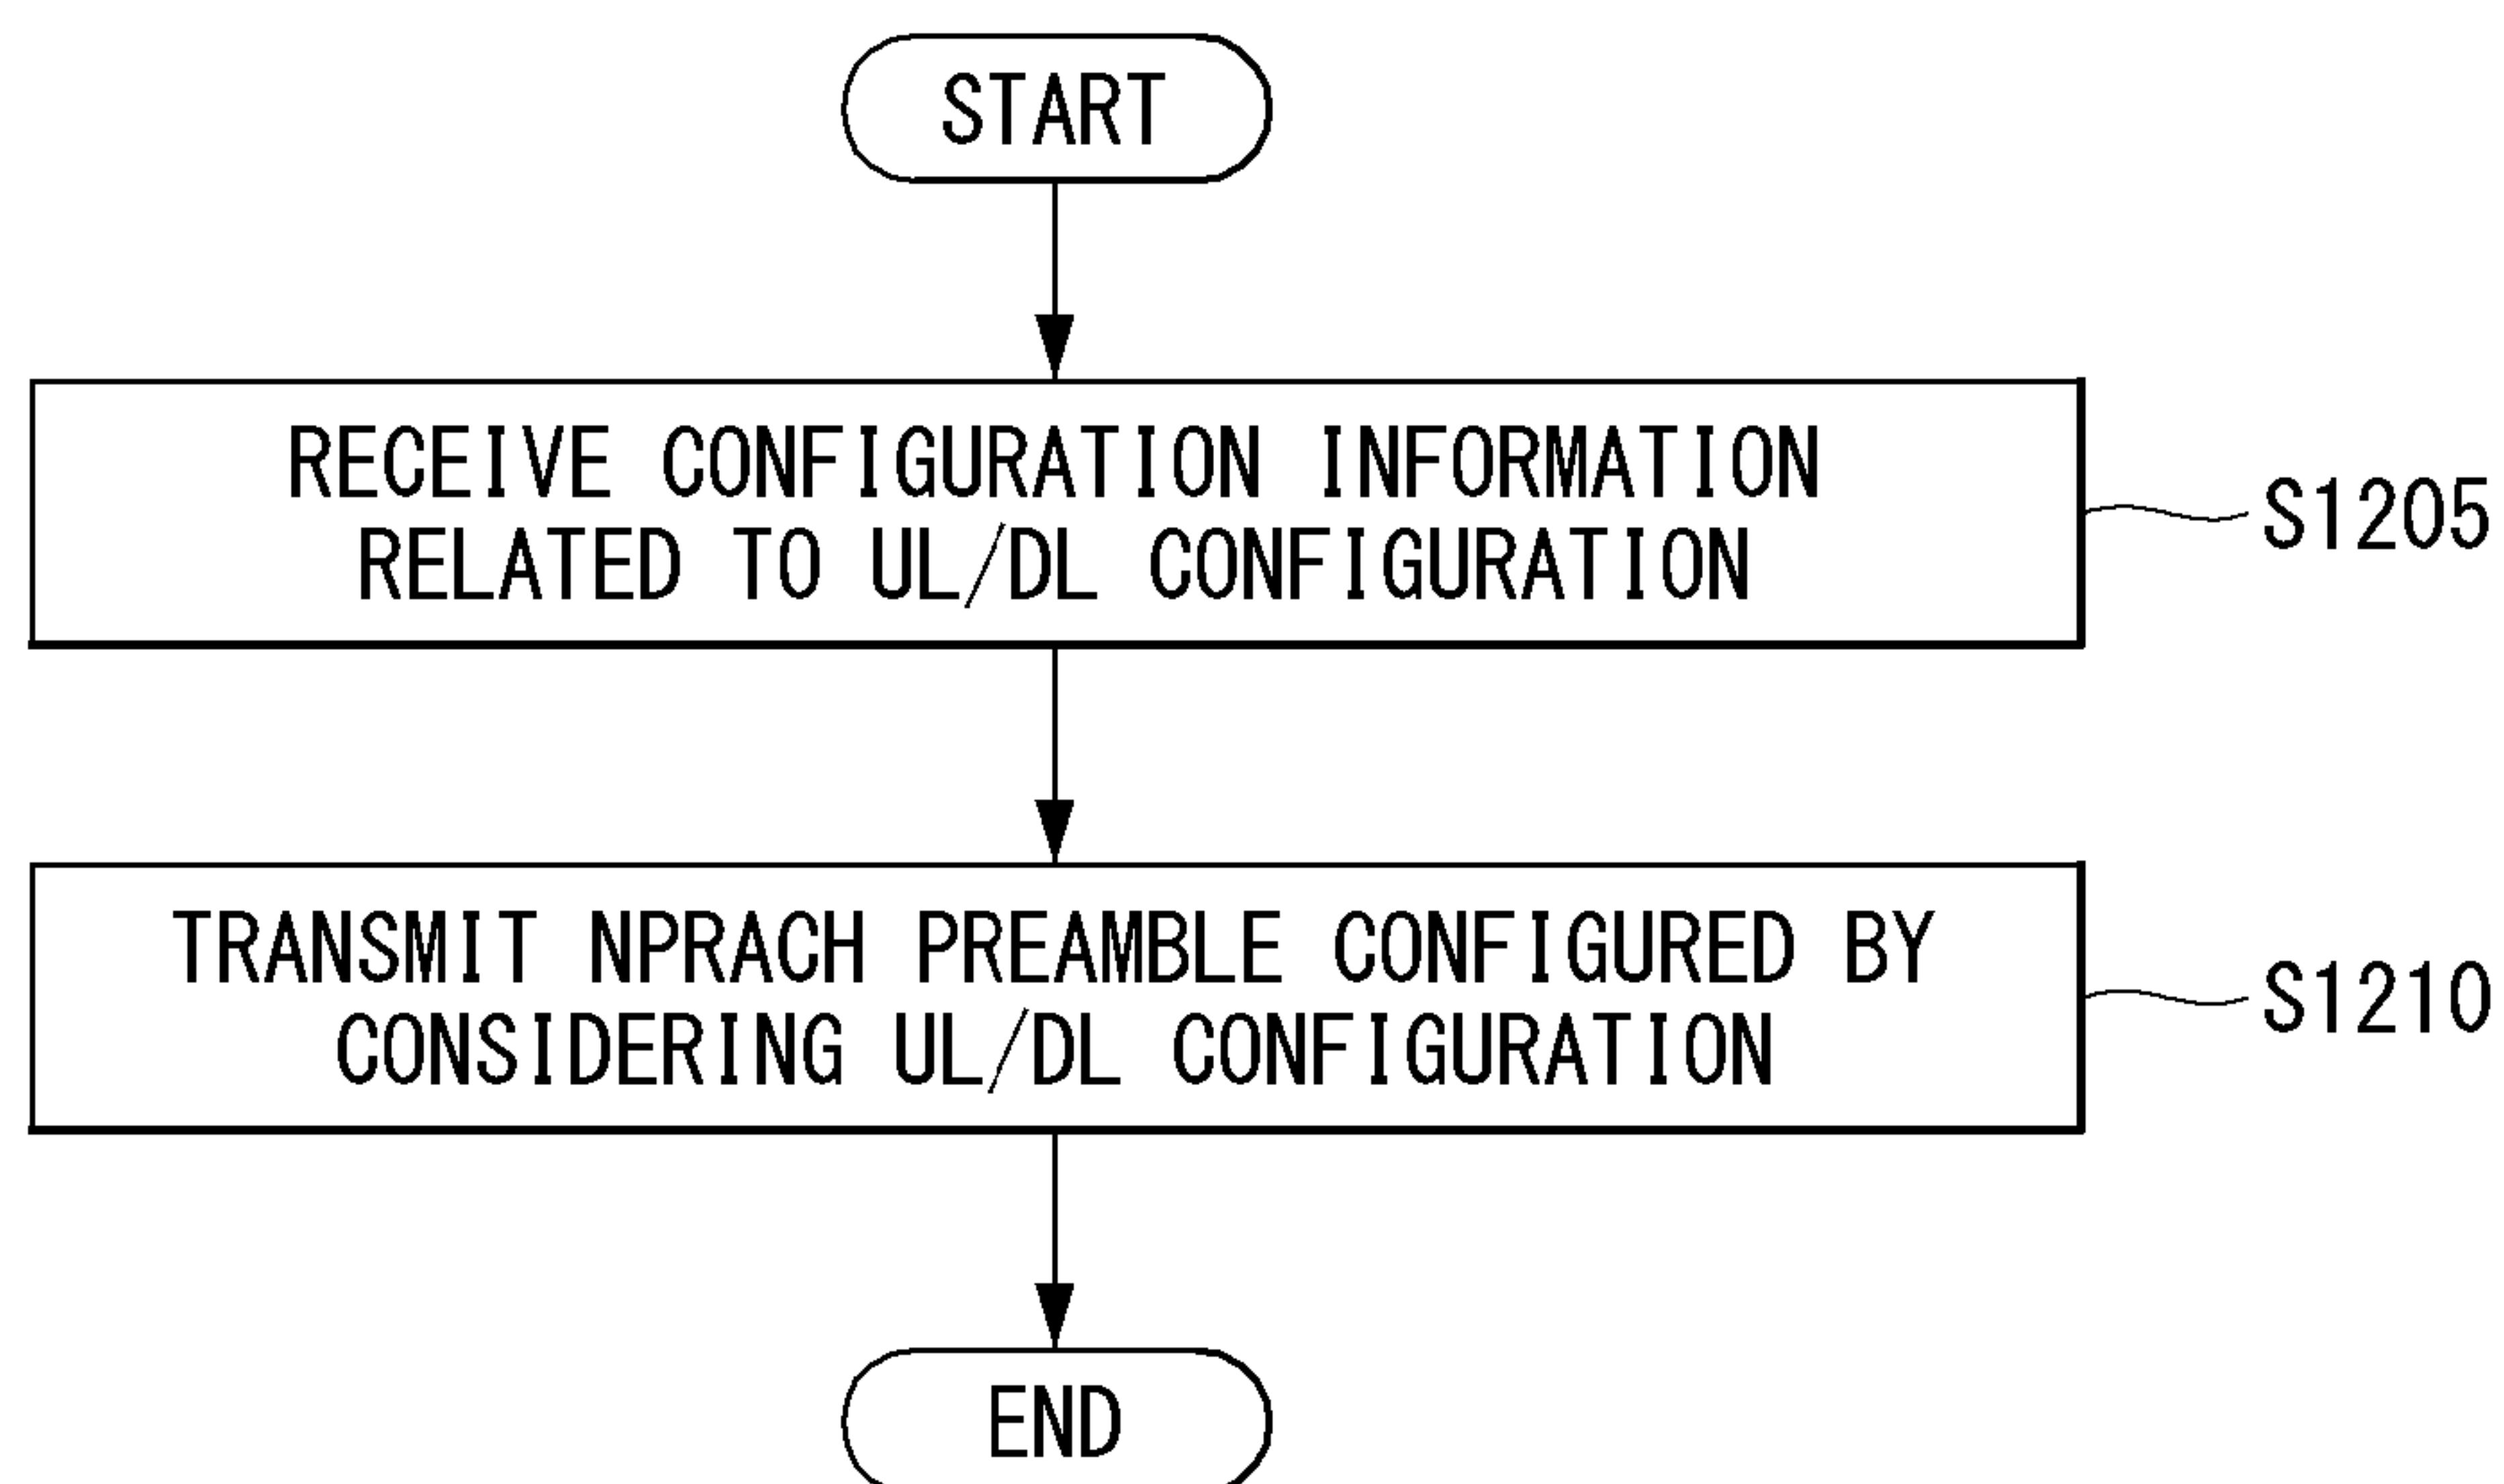 START
RECEIVE CONFIGURATION INFORMATION
RELATED TO UL/DL CONFIGURATION
S1205
TRANSMIT NPRACH PREAMBLE CONFIGURED BY
CONSIDERING UL/DL CONFIGURATION
S1210
END